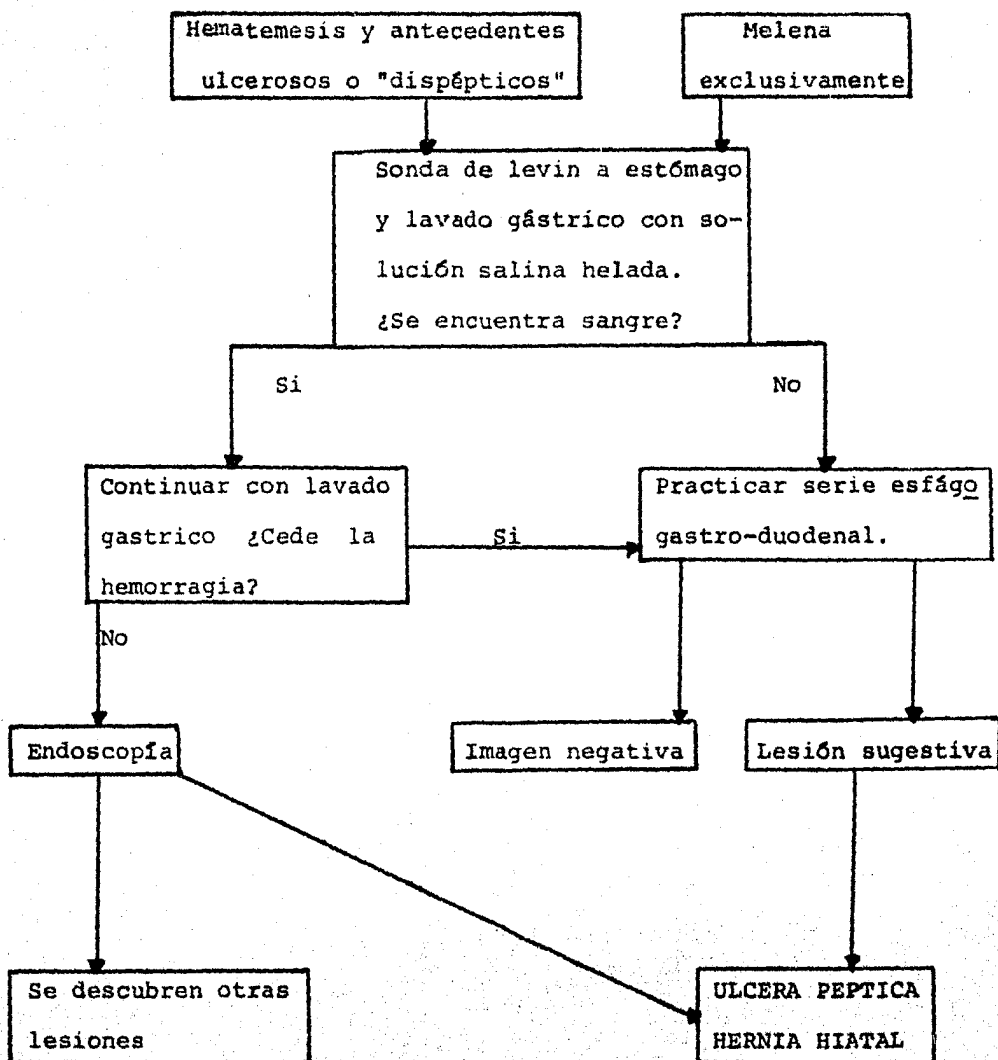 Hematemesis y antecedentes
ulcerosos o "dispépticos"
Melena
exclusivamente
Sonda de levin a estómago
y lavado gástrico con so-
lución salina helada.
¿Se encuentra sangre?
Si
No
Continuar con lavado
gastrico ¿Cede la
hemorragia?
Si
Practicar serie esfágo
gastro-duodenal.
No
Endoscopía
Imagen negativa
Lesión sugestiva
Se descubren otras
lesiones
ULCERA PEPTICA
HERNIA HIATAL